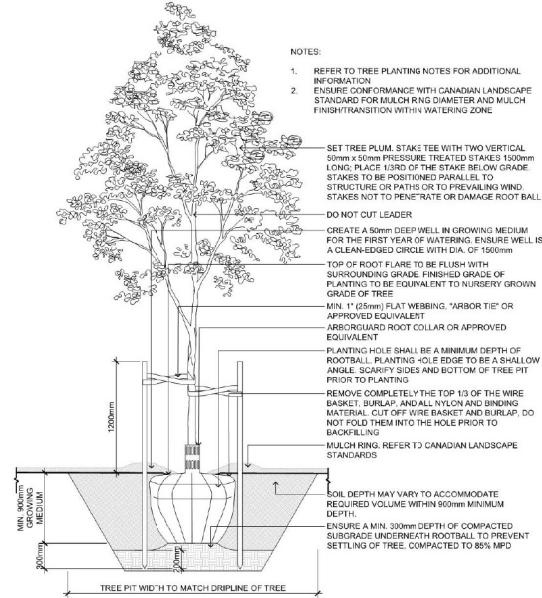 NOTES:
1. REFER TO TREE PLANTING NOTES FOR ADDITIONAL
INFORMATION
2. ENSURE CONFORMANCE WITH CANADIAN LANDSCAPE
STANDARD FOR MULCH RING DIAMETER AND MULCH
FINISH/TRANSITION WITHIN WATERING ZONE
SET TREE PLUM. STAKE TEE WITH TWO VERTICAL
50mm x 50mm PRESSURE TREATED STAKES 1500mm
LONG; PLACE 1/3RD OF THE STAKE BELOW GRADE.
STAKES TO BE POSITIONED PARALLEL TO
STRUCTURE OR PATHS OR TO PREVAILING WIND.
STAKES NOT TO PENETRATE OR DAMAGE ROOT BALL
DO NOT CUT LEADER
CREATE A 50mm DEEP WELL IN GROWING MEDIUM
FOR THE FIRST YEAR OF WATERING. ENSURE WELL IS
A CLEAN-EDGED CIRCLE WITH DIA. OF 1500mm
TOP OF ROOT FLARE TO BE FLUSH WITH
SURROUNDING GRADE. FINISHED GRADE OF
PLANTING TO BE EQUIVALENT TO NURSERY GROWN
GRADE OF TREE
MIN. 1" (25mm) FLAT WEBBING, "ARBOR TIE" OR
APPROVED EQUIVALENT
ARBORGUARD ROOT COLLAR OR APPROVED
EQUIVALENT
PLANTING HOLE SHALL BE A MINIMUM DEPTH OF
ROOTBALL. PLANTING HOLE EDGE TO BE A SHALLOW
ANGLE. SCARIFY SIDES AND BOTTOM OF TREE PIT
PRIOR TO PLANTING
REMOVE COMPLETELY THE TOP 1/3 OF THE WIRE
BASKET, BURLAP, AND ALL NYLON AND BINDING
MATERIAL. CUT OFF WIRE BASKET AND BURLAP, DO
NOT FOLD THEM INTO THE HOLE PRIOR TO
BACKFILLING
MULCH RING. REFER TO CANADIAN LANDSCAPE
STANDARDS
SOIL DEPTH MAY VARY TO ACCOMMODATE
REQUIRED VOLUME WITHIN 900mm MINIMUM
DEPTH.
ENSURE A MIN. 300mm DEPTH OF COMPACTED
SUBGRADE UNDERNEATH ROOTBALL TO PREVENT
SETTLING OF TREE. COMPACTED TO 85% MPD
1200mm
MIN. 900mm
GROWING
MEDIUM
300mm
200mm
TREE PIT WIDTH TO MATCH DRIPLINE OF TREE